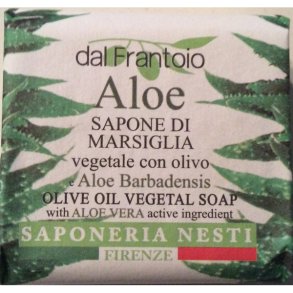 dal Frantoio
Aloe
SAPONE DI
MARSIGLIA
vegetale con olivo
e Aloe Barbadensis
OLIVE OIL VEGETAL SOAP
with ALOE VERA active ingredient
SAPONERIA NESTI
FIRENZE